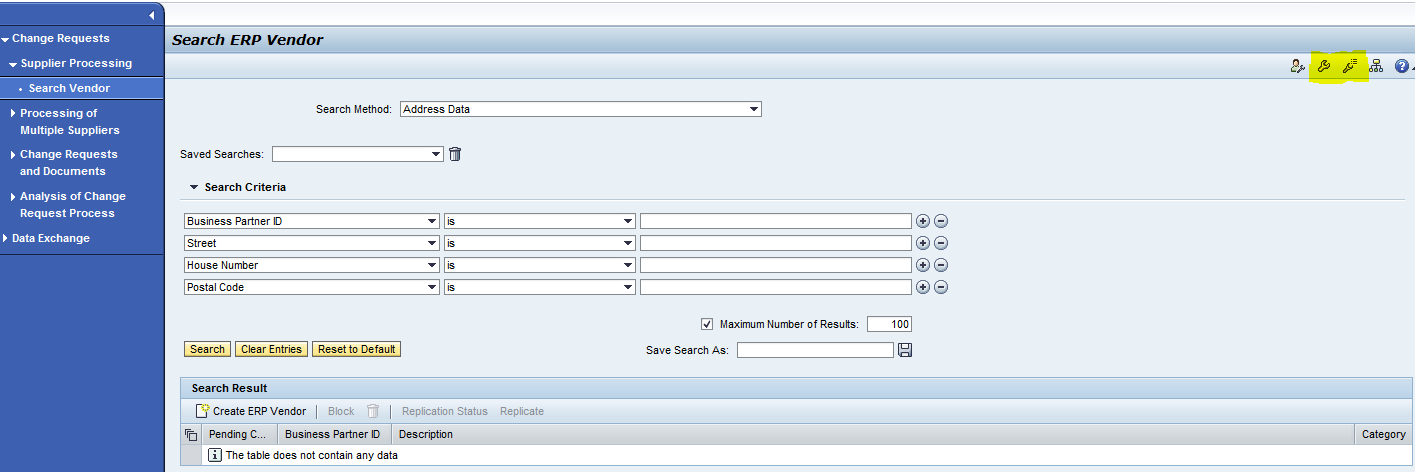 Change Requests
Search ERP Vendor
Supplier Processing
Search Vendor
Processing of
Multiple Suppliers
Change Requests
and Documents
Analysis of Change
Request Process
Data Exchange
Search Method: Address Data
Saved Searches:
Search Criteria
Business Partner ID is
Street is
House Number is
Postal Code is
Maximum Number of Results: 100
Search Clear Entries Reset to Default Save Search As:
Search Result
Create ERP Vendor Block Replication Status Replicate
Pending C... Business Partner ID Description Category
The table does not contain any data